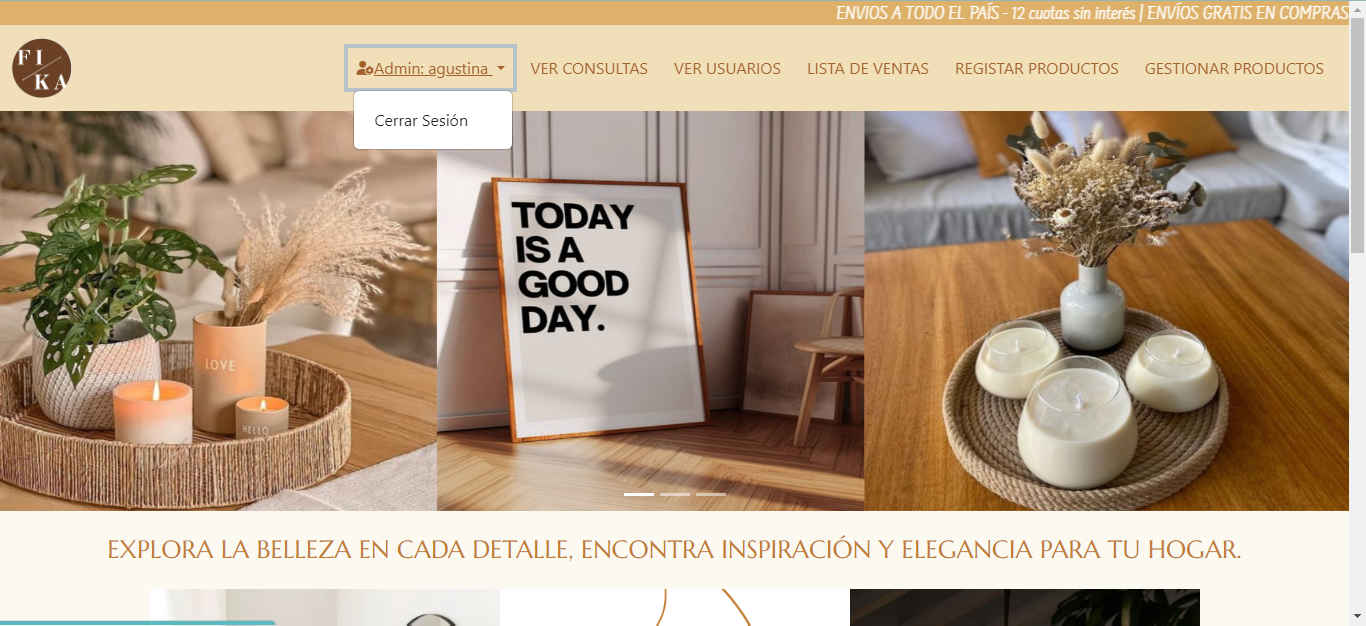 ENVIOS A TODO EL PAÍS - 12 cuotas sin interés | ENVÍOS GRATIS EN COMPRAS
FI
KA
Admin: agustina
VER CONSULTAS
VER USUARIOS
LISTA DE VENTAS
REGISTAR PRODUCTOS
GESTIONAR PRODUCTOS
Cerrar Sesión
LOVE
HELLO
TODAY
IS A
GOOD
DAY.
EXPLORA LA BELLEZA EN CADA DETALLE, ENCONTRA INSPIRACIÓN Y ELEGANCIA PARA TU HOGAR.